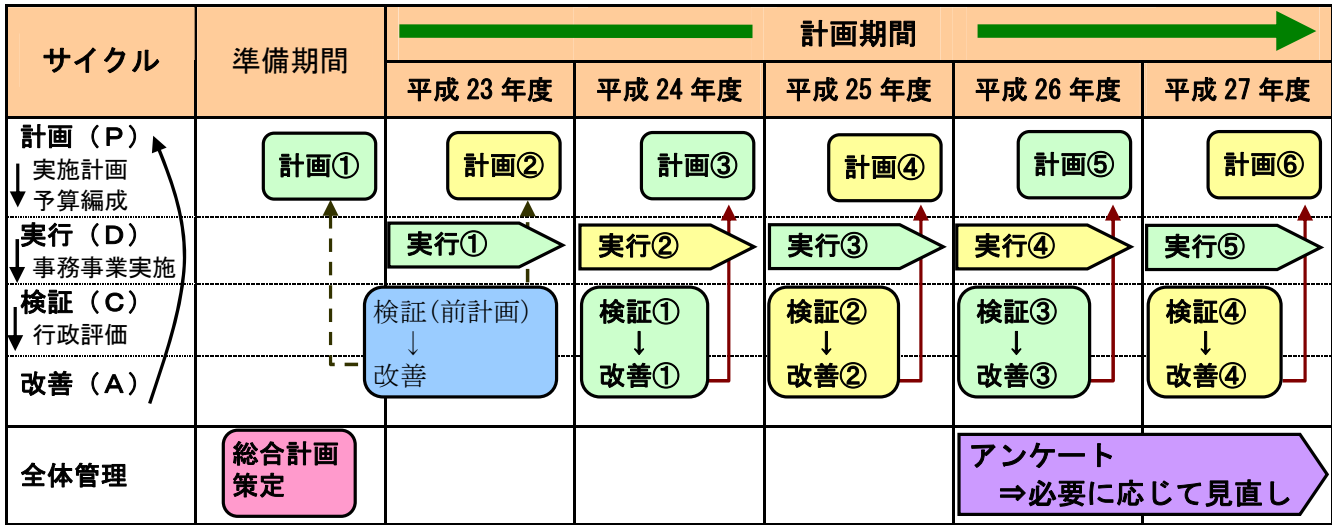 サイクル
準備期間
計画期間
平成 23 年度
平成 24 年度
平成 25 年度
平成 26 年度
平成 27 年度
計画(P)
↓ 実施計画
予算編成
計画①
計画②
計画③
計画④
計画⑤
計画⑥
実行(D)
↓ 事務事業実施
実行①
実行②
実行③
実行④
実行⑤
検証(C)
↓ 行政評価
改善(A)
検証(前計画)
↓
改善
検証①
↓
改善①
検証②
↓
改善②
検証③
↓
改善③
検証④
↓
改善④
全体管理
総合計画
策定
アンケート
⇒必要に応じて見直し